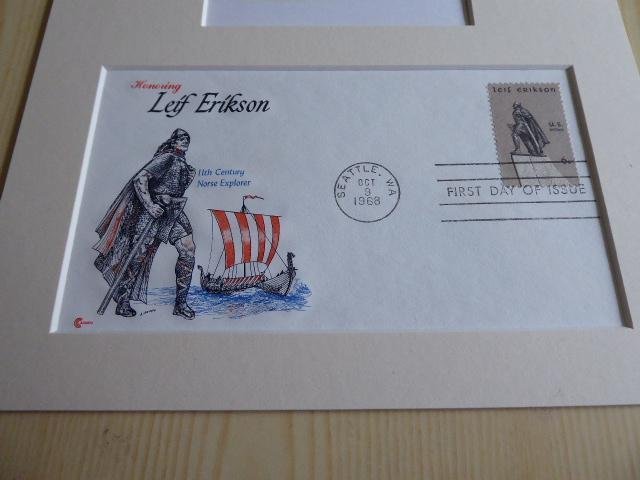 Honoring
Leif Erikson
11th Century
Norse Explorer
SEATTLE, WA
OCT
9
1968
FIRST DAY OF ISSUE
leif erikson
U.S.
6c